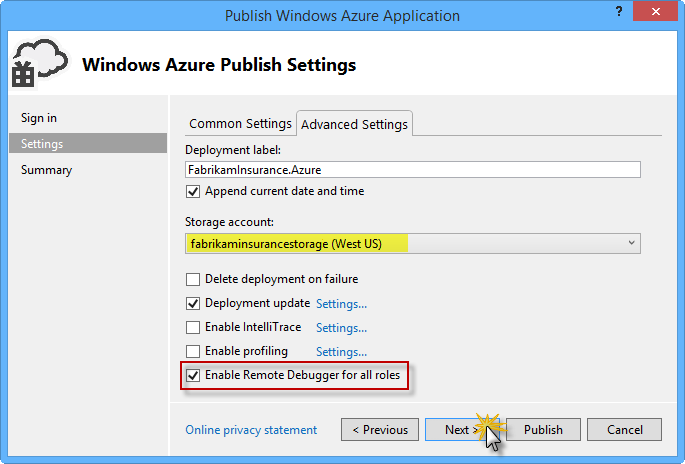 Publish Windows Azure Application
?
Windows Azure Publish Settings
Sign in
Settings
Summary
Common Settings
Advanced Settings
Deployment label:
FabrikamInsurance.Azure
Append current date and time
Storage account:
fabrikaminsurancestorage (West US)
Delete deployment on failure
Deployment update Settings...
Enable IntelliTrace Settings...
Enable profiling Settings...
Enable Remote Debugger for all roles
Online privacy statement
< Previous
Next >
Publish
Cancel